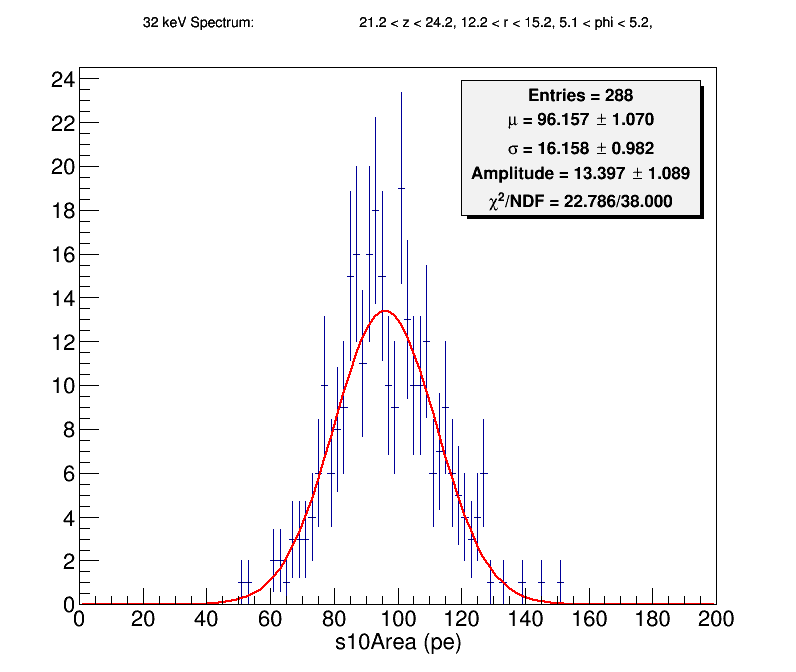 32 keV Spectrum: 21.2 < z < 24.2, 12.2 < r < 15.2, 5.1 < phi < 5.2,
Entries = 288
μ = 96.157 ± 1.070
σ = 16.158 ± 0.982
Amplitude = 13.397 ± 1.089
χ²/NDF = 22.786/38.000
24
22
20
18
16
14
12
10
8
6
4
2
0
0 20 40 60 80 100 120 140 160 180 200
s10Area (pe)